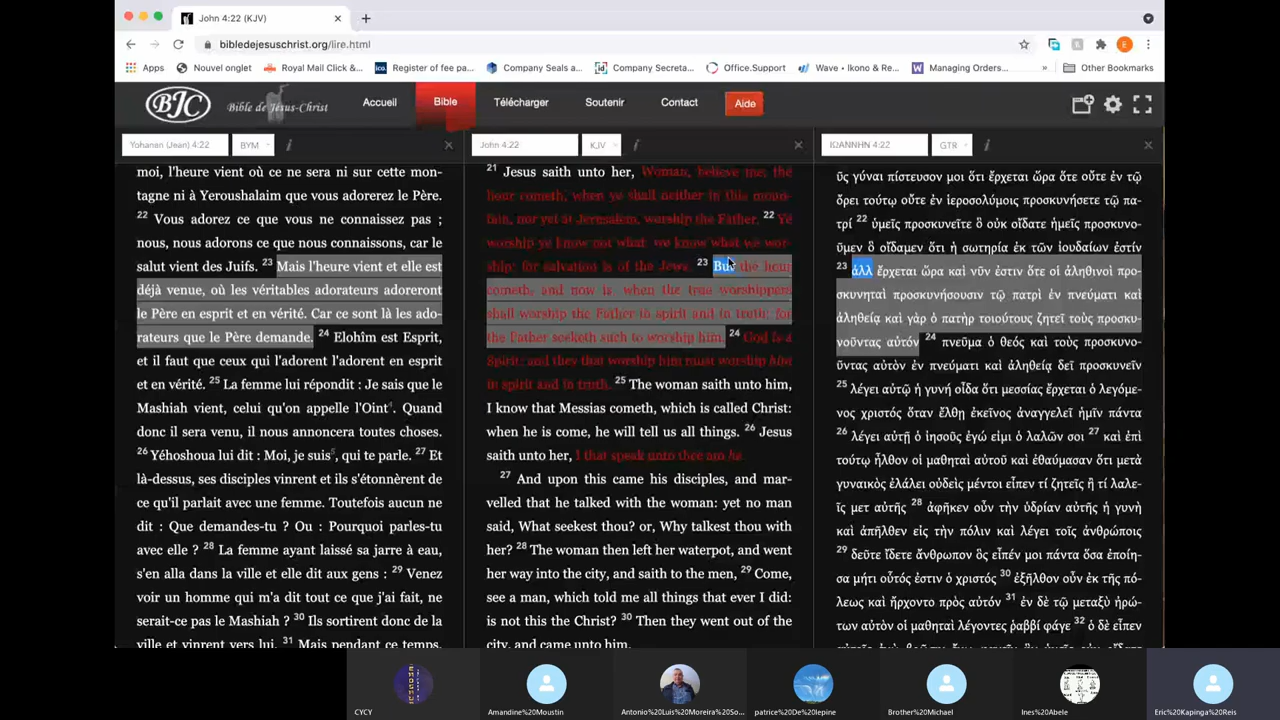 John 4:22 (KJV)
bibledejesuschrist.org/lire.html
Apps
Nouvel onglet
Royal Mail Click &...
Register of fee pa...
Company Seals a...
Company Secreta...
Office.Support
Wave • Ikono & Re...
Managing Orders...
»
Other Bookmarks
BJC
Bible de Jésus-Christ
Accueil
Bible
Télécharger
Soutenir
Contact
Aide
Yohanen (Jean) 4:22
BYM
moi, l'heure vient où ce ne sera ni sur cette mon-
tagne ni à Yeroushalaim que vous adorerez le Père.
22 Vous adorez ce que vous ne connaissez pas ;
nous, nous adorons ce que nous connaissons, car le
salut vient des Juifs. 23 Mais l'heure vient et elle est
déjà venue, où les véritables adorateurs adoreront
le Père en esprit et en vérité. Car ce sont là les ado-
rateurs que le Père demande. 24 Elohîm est Esprit,
et il faut que ceux qui l'adorent l'adorent en esprit
et en vérité. 25 La femme lui répondit : Je sais que le
Mashiah vient, celui qu'on appelle l'Oint. Quand
donc il sera venu, il nous annoncera toutes choses.
26 Yéhoshoua lui dit : Moi, je suis, qui te parle. 27 Et
là-dessus, ses disciples vinrent et ils s'étonnèrent de
ce qu'il parlait avec une femme. Toutefois aucun ne
dit : Que demandes-tu ? Ou : Pourquoi parles-tu
avec elle ? 28 La femme ayant laissé sa jarre à eau,
s'en alla dans la ville et elle dit aux gens : 29 Venez
voir un homme qui m'a dit tout ce que j'ai fait, ne
serait-ce pas le Mashiah ? 30 Ils sortirent donc de la
ville et vinrent vers lui. 31 Mais pendant ce temps,
John 4:22
KJV
21 Jesus saith unto her, Woman, believe me, the
hour cometh, when ye shall neither in this moun-
tain, nor yet at Jerusalem, worship the Father. 22 Ye
worship ye know not what: we know what we wor-
ship: for salvation is of the Jews. 23 But the hour
cometh, and now is, when the true worshippers
shall worship the Father in spirit and in truth: for
the Father seeketh such to worship him. 24 God is a
Spirit: and they that worship him must worship him
in spirit and in truth. 25 The woman saith unto him,
I know that Messias cometh, which is called Christ:
when he is come, he will tell us all things. 26 Jesus
saith unto her, I that speak unto thee am he.
27 And upon this came his disciples, and mar-
velled that he talked with the woman: yet no man
said, What seekest thou? or, Why talkest thou with
her? 28 The woman then left her waterpot, and went
her way into the city, and saith to the men, 29 Come,
see a man, which told me all things that ever I did:
is not this the Christ? 30 Then they went out of the
city, and came unto him.
ΙΩΑΝΝΗΝ 4:22
GTR
ῦς γύναι πίστευσον μοι ὅτι ἔρχεται ὥρα ὅτε οὔτε ἐν τῷ
ὄρει τούτῳ οὔτε ἐν ἱεροσολύμοις προσκυνήσετε τῷ πα-
τρί 22 ὑμεῖς προσκυνεῖτε ὃ οὐκ οἴδατε ἡμεῖς προσκυν-
οῦμεν ὃ οἴδαμεν ὅτι ἡ σωτηρία ἐκ τῶν ἰουδαίων ἐστίν
23 ἀλλ ἔρχεται ὥρα καὶ νῦν ἐστιν ὅτε οἱ ἀληθινοὶ προ-
σκυνηταὶ προσκυνήσουσιν τῷ πατρὶ ἐν πνεύματι καὶ
ἀληθείᾳ καὶ γὰρ ὁ πατὴρ τοιούτους ζητεῖ τοὺς προσκυ-
νοῦντας αὐτόν 24 πνεῦμα ὁ θεός καὶ τοὺς προσκυνο-
ῦντας αὐτὸν ἐν πνεύματι καὶ ἀληθείᾳ δεῖ προσκυνεῖν
25 λέγει αὐτῷ ἡ γυνή οἶδα ὅτι μεσσίας ἔρχεται ὁ λεγόμε-
νος χριστός ὅταν ἔλθῃ ἐκεῖνος ἀναγγελεῖ ἡμῖν πάντα
26 λέγει αὐτῇ ὁ ἰησοῦς ἐγώ εἰμι ὁ λαλῶν σοι 27 καὶ ἐπὶ
τούτῳ ἦλθον οἱ μαθηταὶ αὐτοῦ καὶ ἐθαύμασαν ὅτι μετὰ
γυναικὸς ἐλάλει οὐδεὶς μέντοι εἶπεν τί ζητεῖς ἢ τί λαλε-
ῖς μετ αὐτῆς 28 ἀφῆκεν οὖν τὴν ὑδρίαν αὐτῆς ἡ γυνὴ
καὶ ἀπῆλθεν εἰς τὴν πόλιν καὶ λέγει τοῖς ἀνθρώποις
29 δεῦτε ἴδετε ἄνθρωπον ὃς εἶπέν μοι πάντα ὅσα ἐποίη-
σα μήτι οὗτός ἐστιν ὁ χριστός 30 ἐξῆλθον οὖν ἐκ τῆς πό-
λεως καὶ ἤρχοντο πρὸς αὐτόν 31 ἐν δὲ τῷ μεταξὺ ἠρώ-
των αὐτὸν οἱ μαθηταὶ λέγοντες ῥαββί φάγε 32 ὁ δὲ εἶπεν
CYCY
Amandine%20Moustin
Antonio%20Luis%20Moreira%20So...
patrice%20De%20lepine
Brother%20Michael
Ines%20Abele
Eric%20Kapinga%20Reis